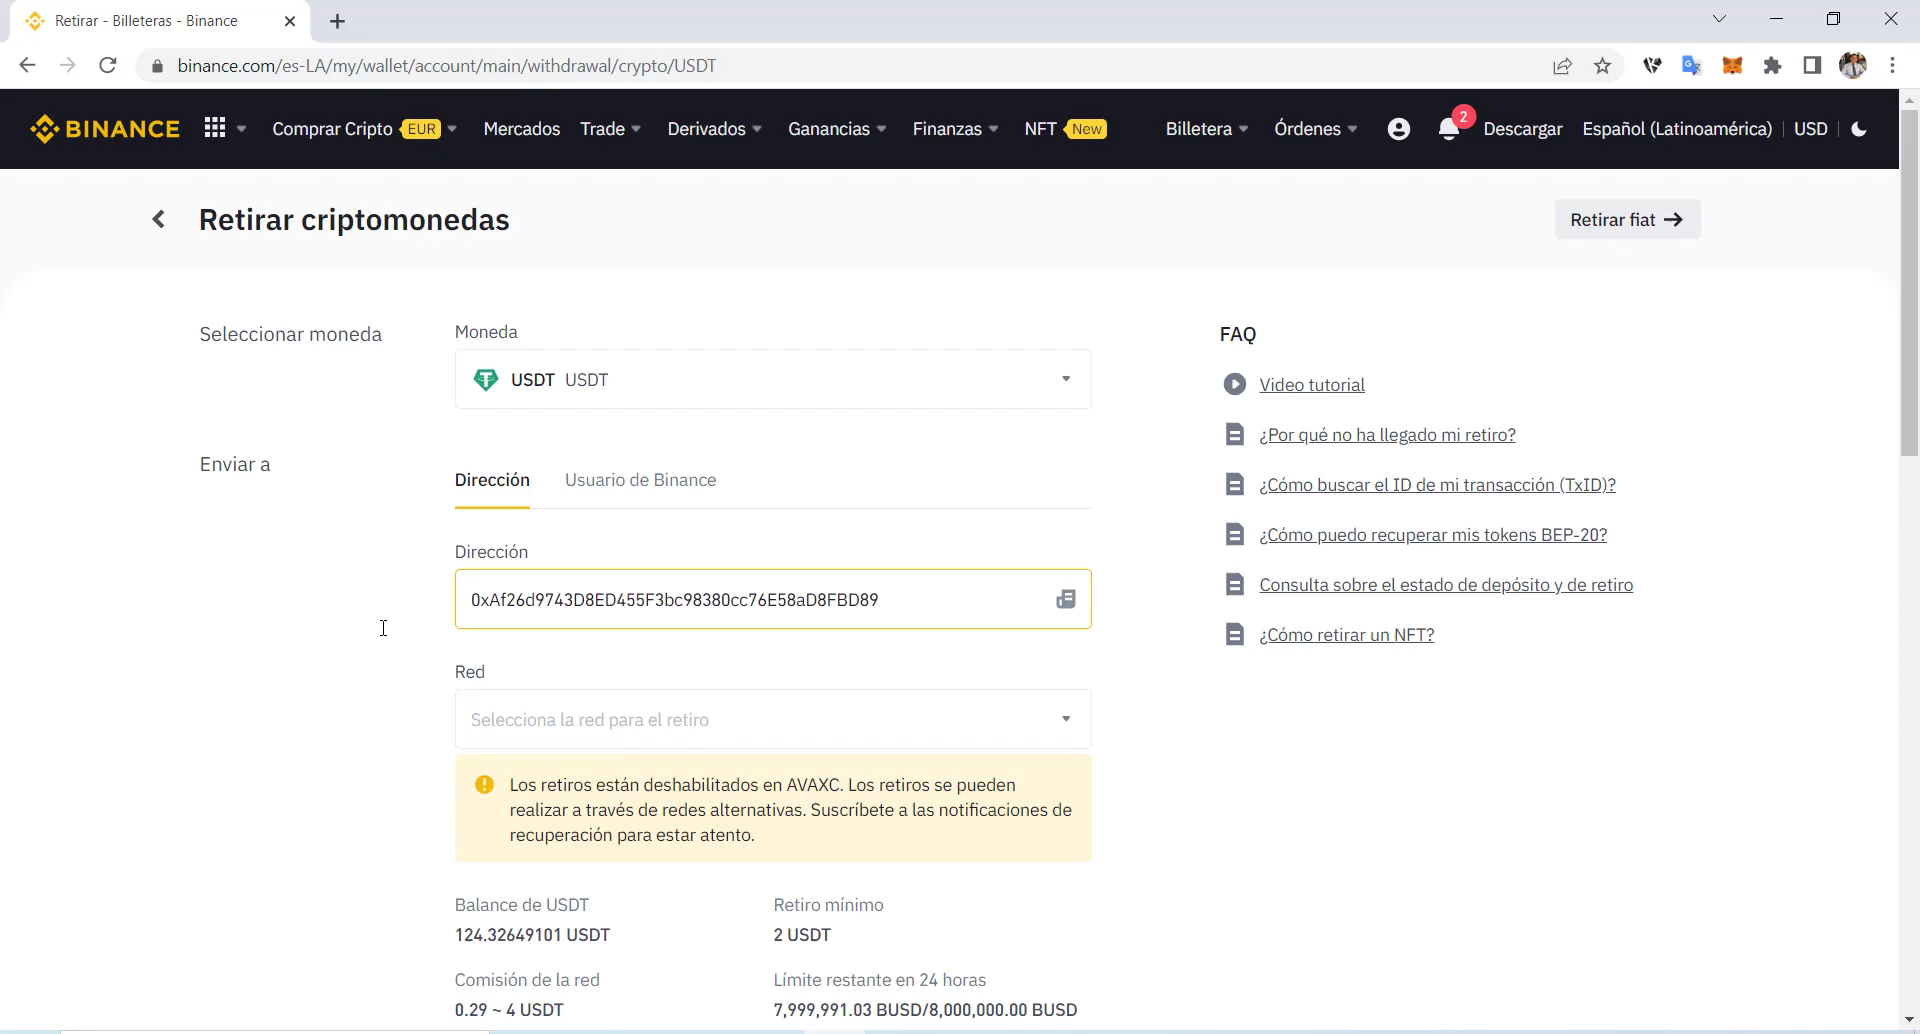 Retirar - Billeteras - Binance
binance.com/es-LA/my/wallet/account/main/withdrawal/crypto/USDT
BINANCE Comprar Cripto EUR Mercados Trade Derivados Ganancias Finanzas NFT New Billetera Órdenes 2 Descargar Español (Latinoamérica) USD
Retirar criptomonedas
Retirar fiat
Seleccionar moneda
Moneda
USDT USDT
Enviar a
Dirección Usuario de Binance
Dirección
0xAf26d9743D8ED455F3bc98380cc76E58aD8FBD89
Red
Selecciona la red para el retiro
Los retiros están deshabilitados en AVAXC. Los retiros se pueden
realizar a través de redes alternativas. Suscríbete a las notificaciones de
recuperación para estar atento.
Balance de USDT
124.32649101 USDT
Retiro mínimo
2 USDT
Comisión de la red
0.29 ~ 4 USDT
Límite restante en 24 horas
7,999,991.03 BUSD/8,000,000.00 BUSD
FAQ
Video tutorial
¿Por qué no ha llegado mi retiro?
¿Cómo buscar el ID de mi transacción (TxID)?
¿Cómo puedo recuperar mis tokens BEP-20?
Consulta sobre el estado de depósito y de retiro
¿Cómo retirar un NFT?